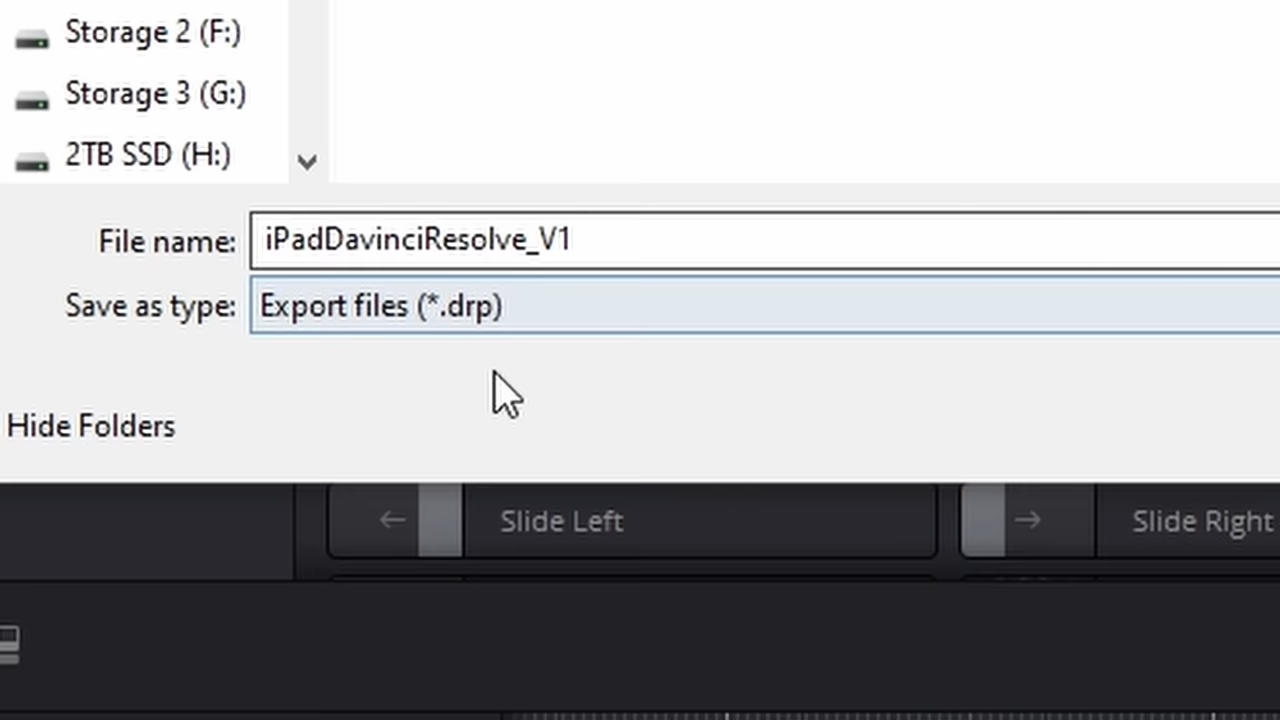 Storage 2 (F:)
Storage 3 (G:)
2TB SSD (H:)
File name: iPadDavinciResolve_V1
Save as type: Export files (*.drp)
Hide Folders
Slide Left
Slide Right